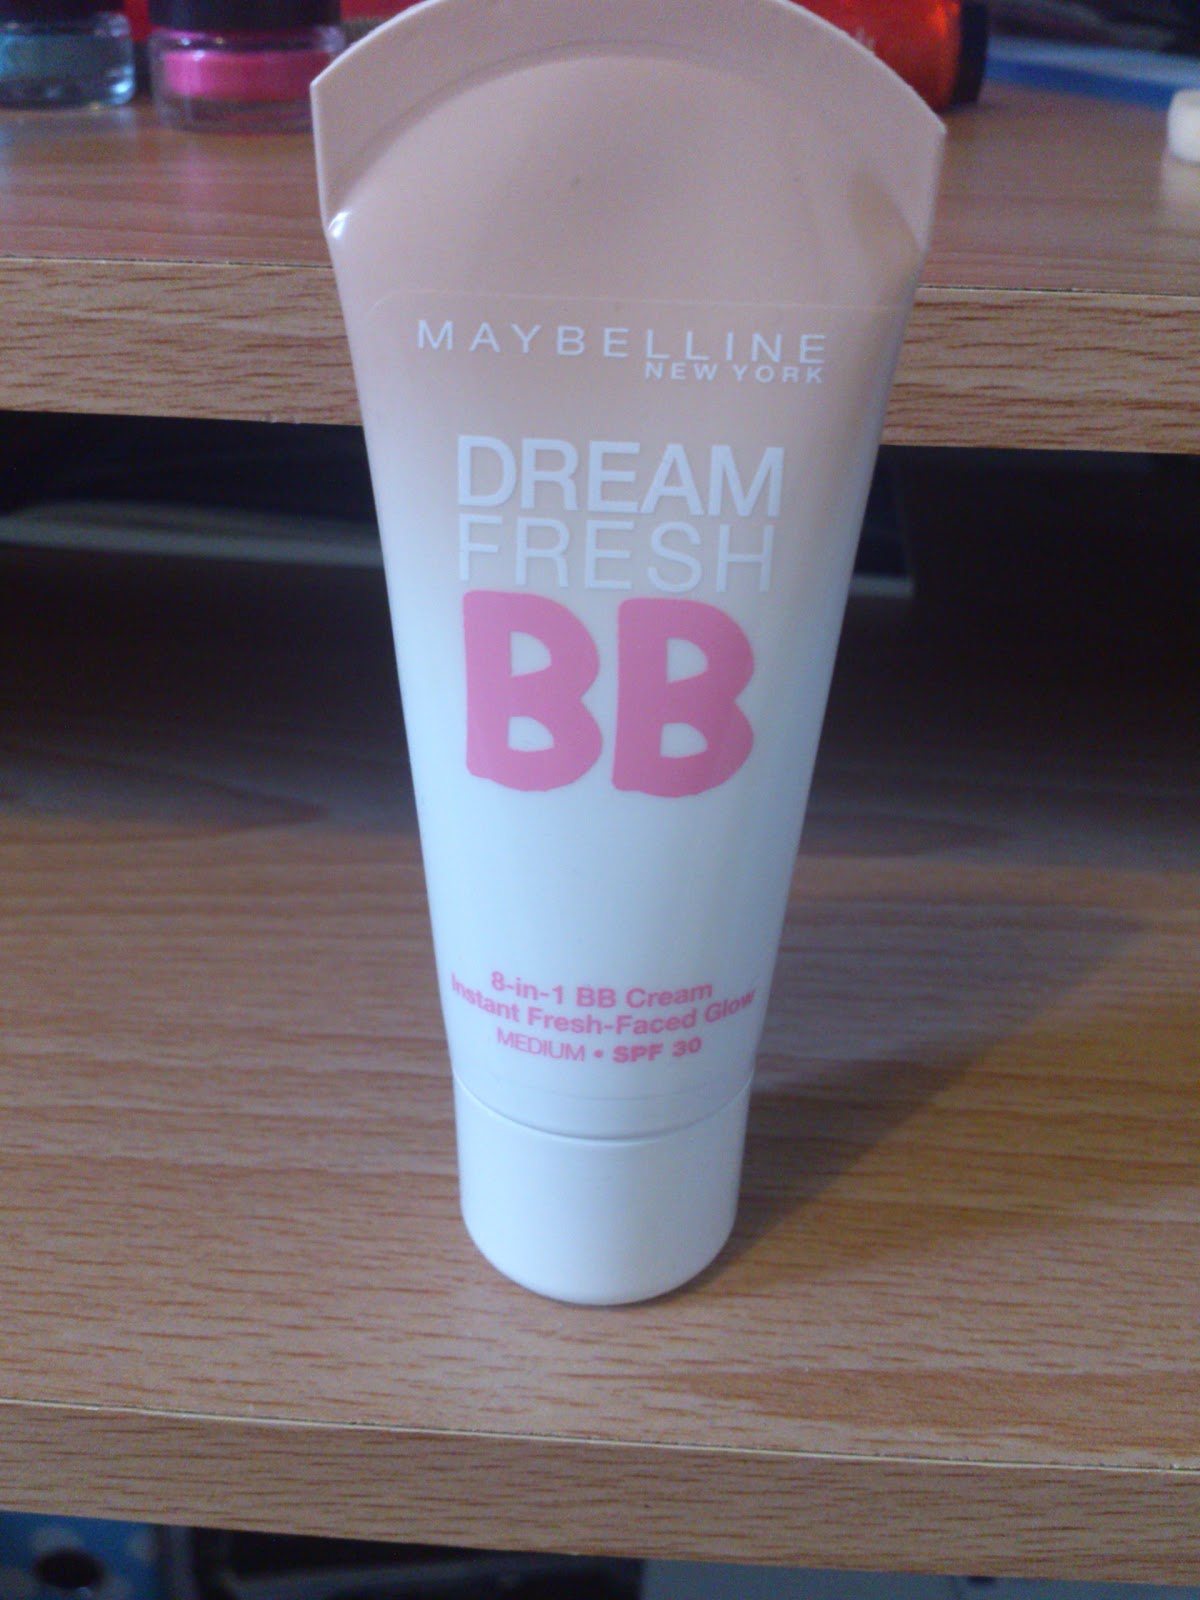 MAYBELLINE
NEW YORK
DREAM
FRESH
BB
8-in-1 BB Cream
Instant Fresh-Faced Glow
MEDIUM • SPF 30